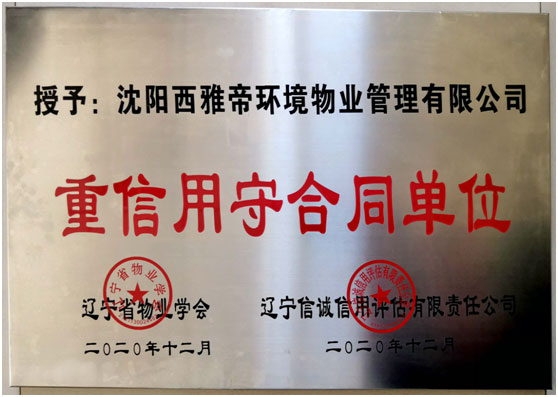 授予：沈阳西雅帝环境物业管理有限公司
重信用守合同单位
辽宁省物业学会
辽宁信诚信用评估有限责任公司
二〇二〇年十二月
二〇二〇年十二月